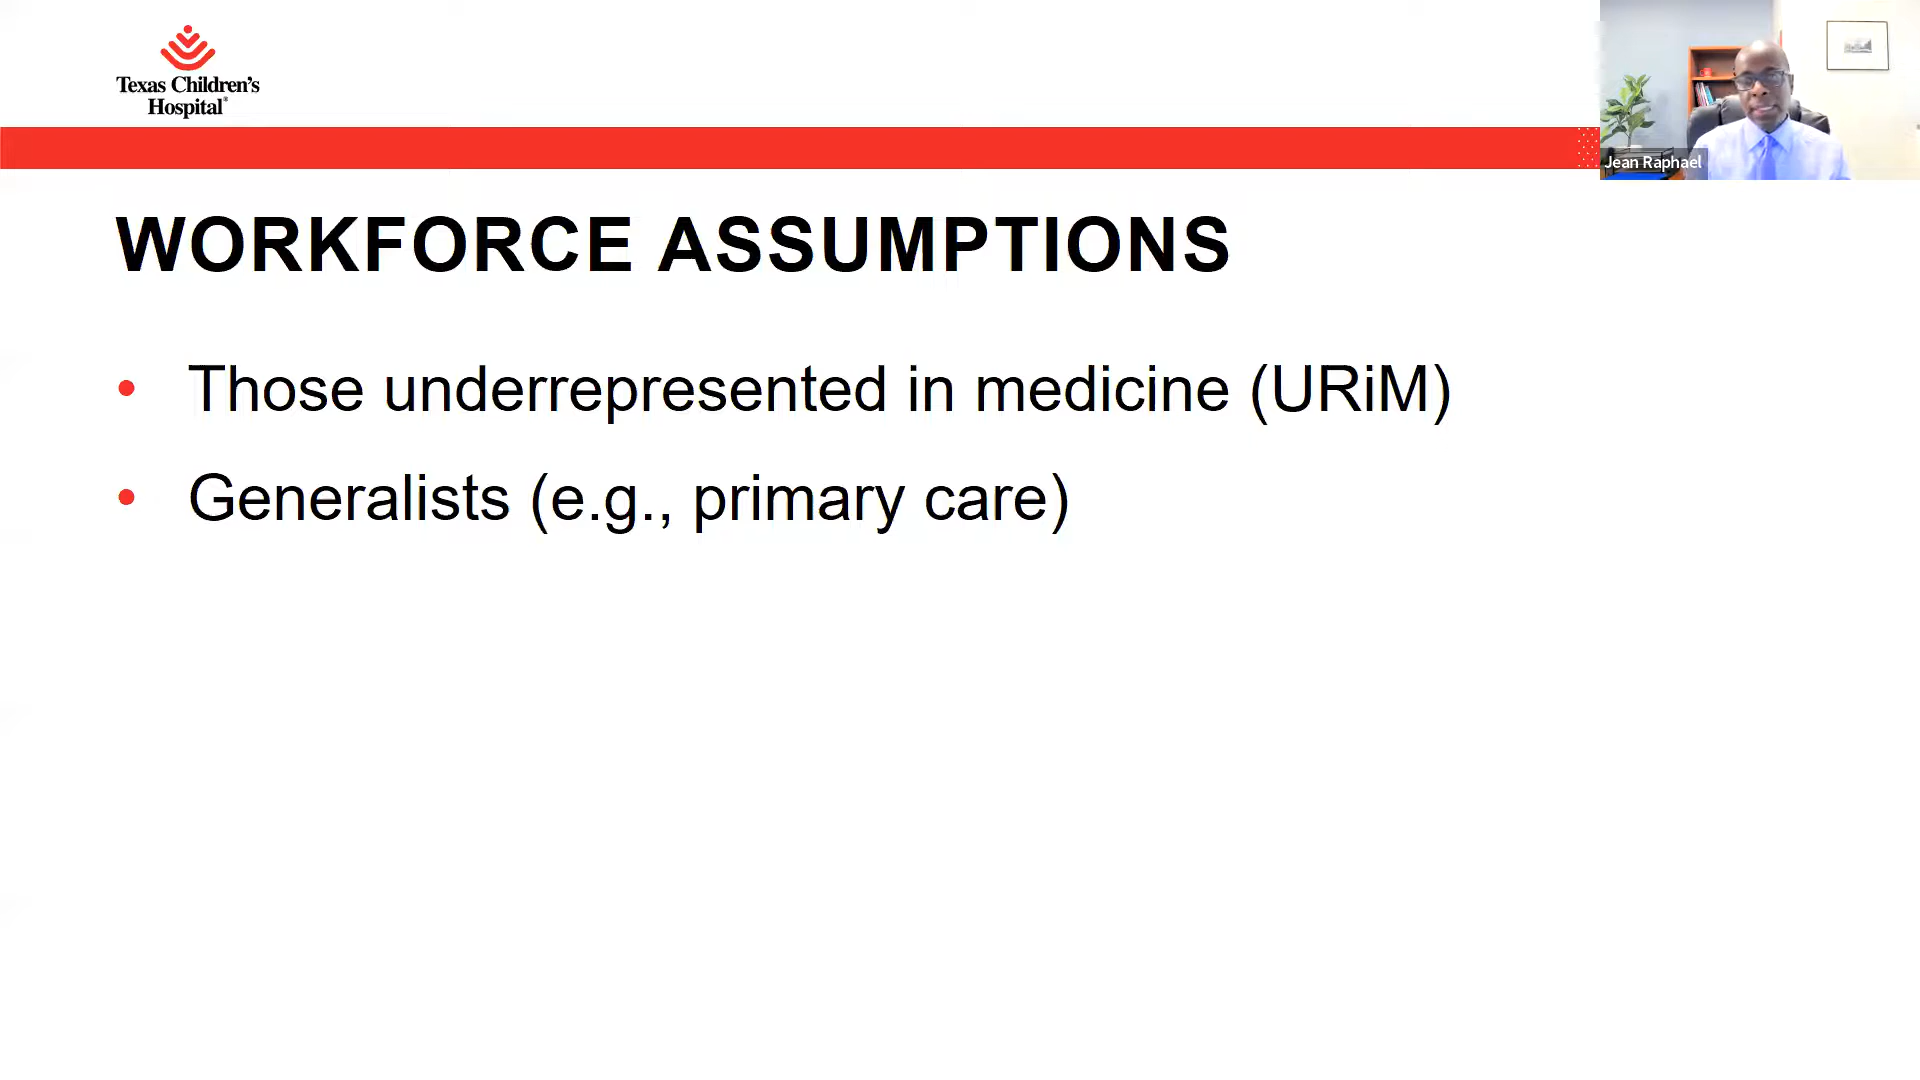 Texas Children's
Hospital®
Jean Raphael
WORKFORCE ASSUMPTIONS
• Those underrepresented in medicine (URiM)
• Generalists (e.g., primary care)